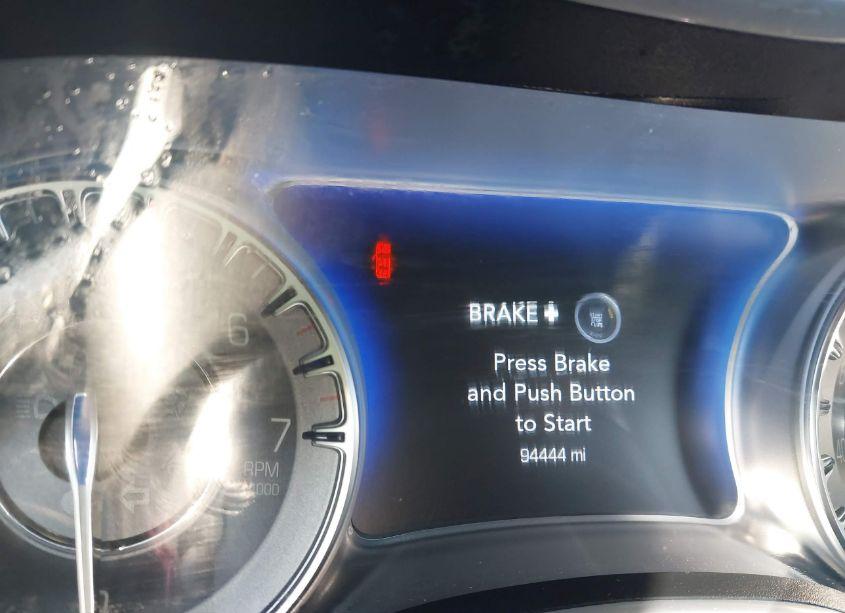 BRAKE +
Press Brake
and Push Button
to Start
94444 mi
6
7
RPM